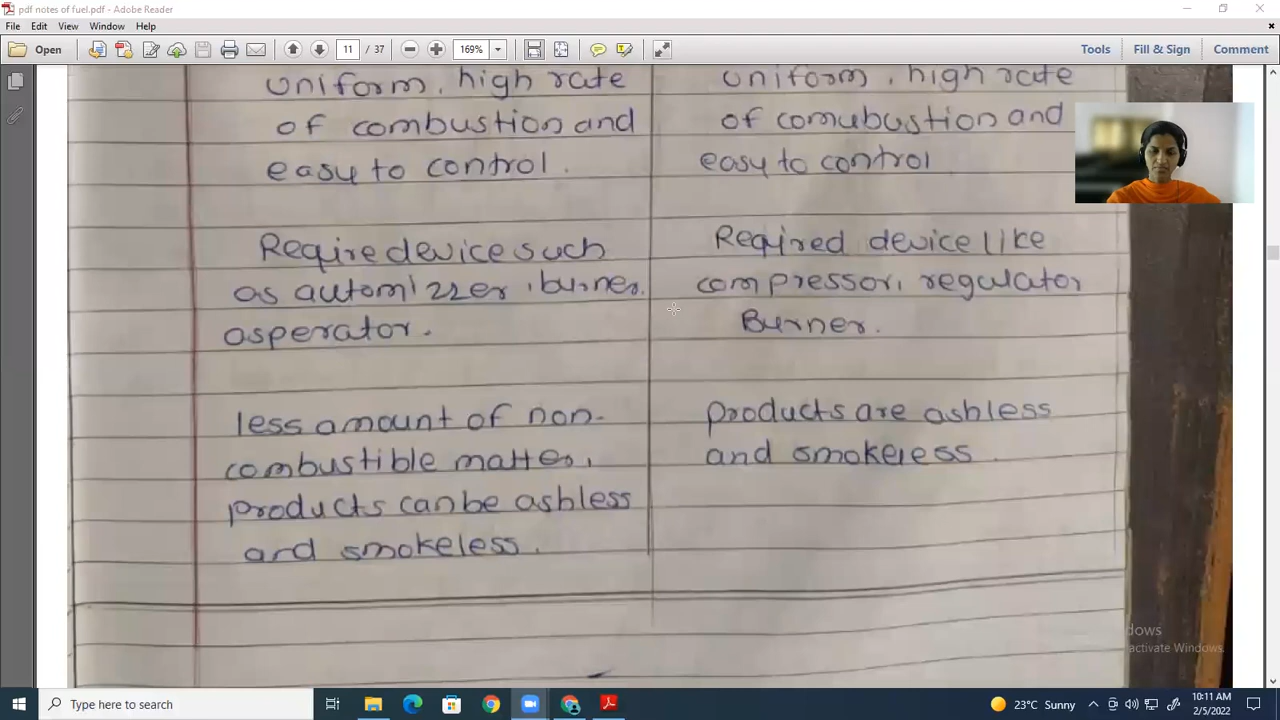 pdf notes of fuel.pdf - Adobe Reader
File Edit View Window Help
Open 11 / 37 169% Tools Fill & Sign Comment
uniform, high rate
of combustion and
easy to control.
Require device such
as automizzer, burner.
asperator.
less amount of non-
combustible matter,
products can be ashless
and smokeless.
uniform, high rate
of comubustion and
easy to control
Required device like
compressor, regulator
Burner.
products are ashless
and smokeless.
dows
activate Windows.
Type here to search
23°C Sunny
10:11 AM
2/5/2022